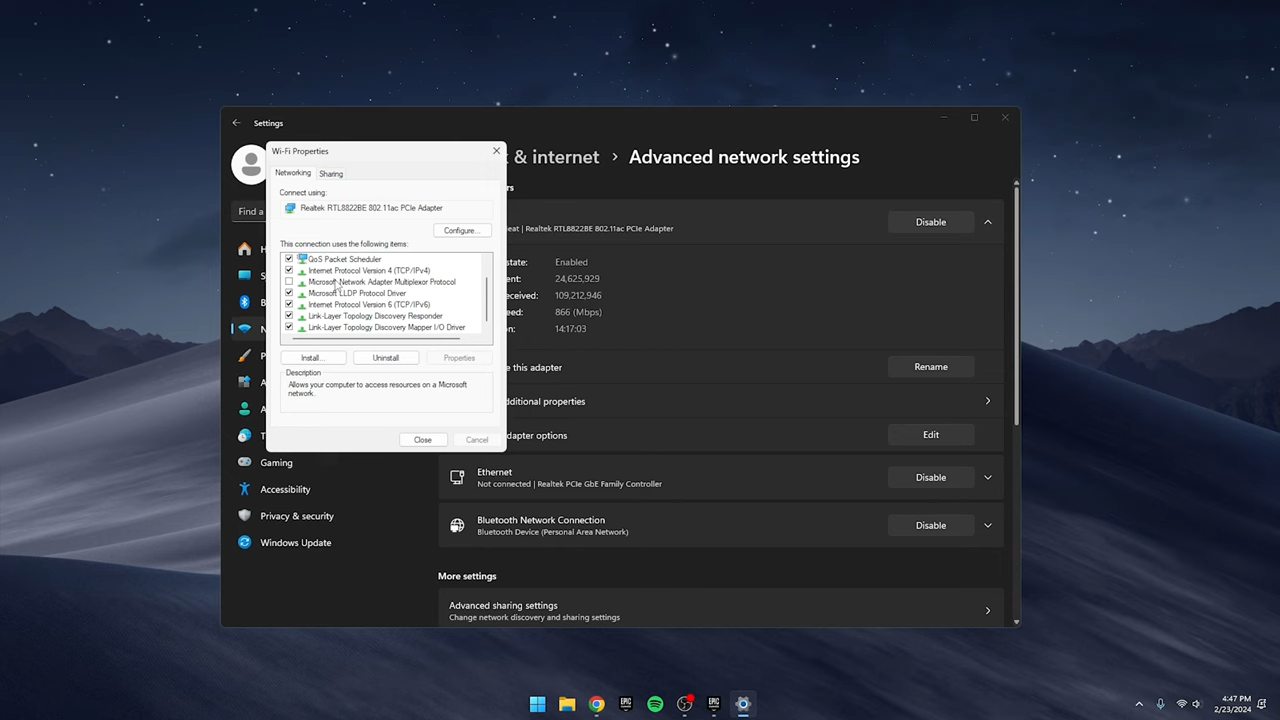 Settings
Wi-Fi Properties
Networking
Sharing
Connect using:
Realtek RTL8822BE 802.11ac PCIe Adapter
Configure...
This connection uses the following items:
QoS Packet Scheduler
Internet Protocol Version 4 (TCP/IPv4)
Microsoft Network Adapter Multiplexor Protocol
Microsoft LLDP Protocol Driver
Internet Protocol Version 6 (TCP/IPv6)
Link-Layer Topology Discovery Responder
Link-Layer Topology Discovery Mapper I/O Driver
Install...
Uninstall
Properties
Description
Allows your computer to access resources on a Microsoft
network.
Close
Cancel
Find a
Gaming
Accessibility
Privacy & security
Windows Update
& internet > Advanced network settings
| Realtek RTL8822BE 802.11ac PCIe Adapter
Disable
state: Enabled
24,625,929
109,212,946
866 (Mbps)
14:17:03
this adapter
Rename
dditional properties
dapter options
Edit
Ethernet
Not connected | Realtek PCIe GbE Family Controller
Disable
Bluetooth Network Connection
Bluetooth Device (Personal Area Network)
Disable
More settings
Advanced sharing settings
Change network discovery and sharing settings
EPIC
EPIC
4:47 PM
2/23/2024